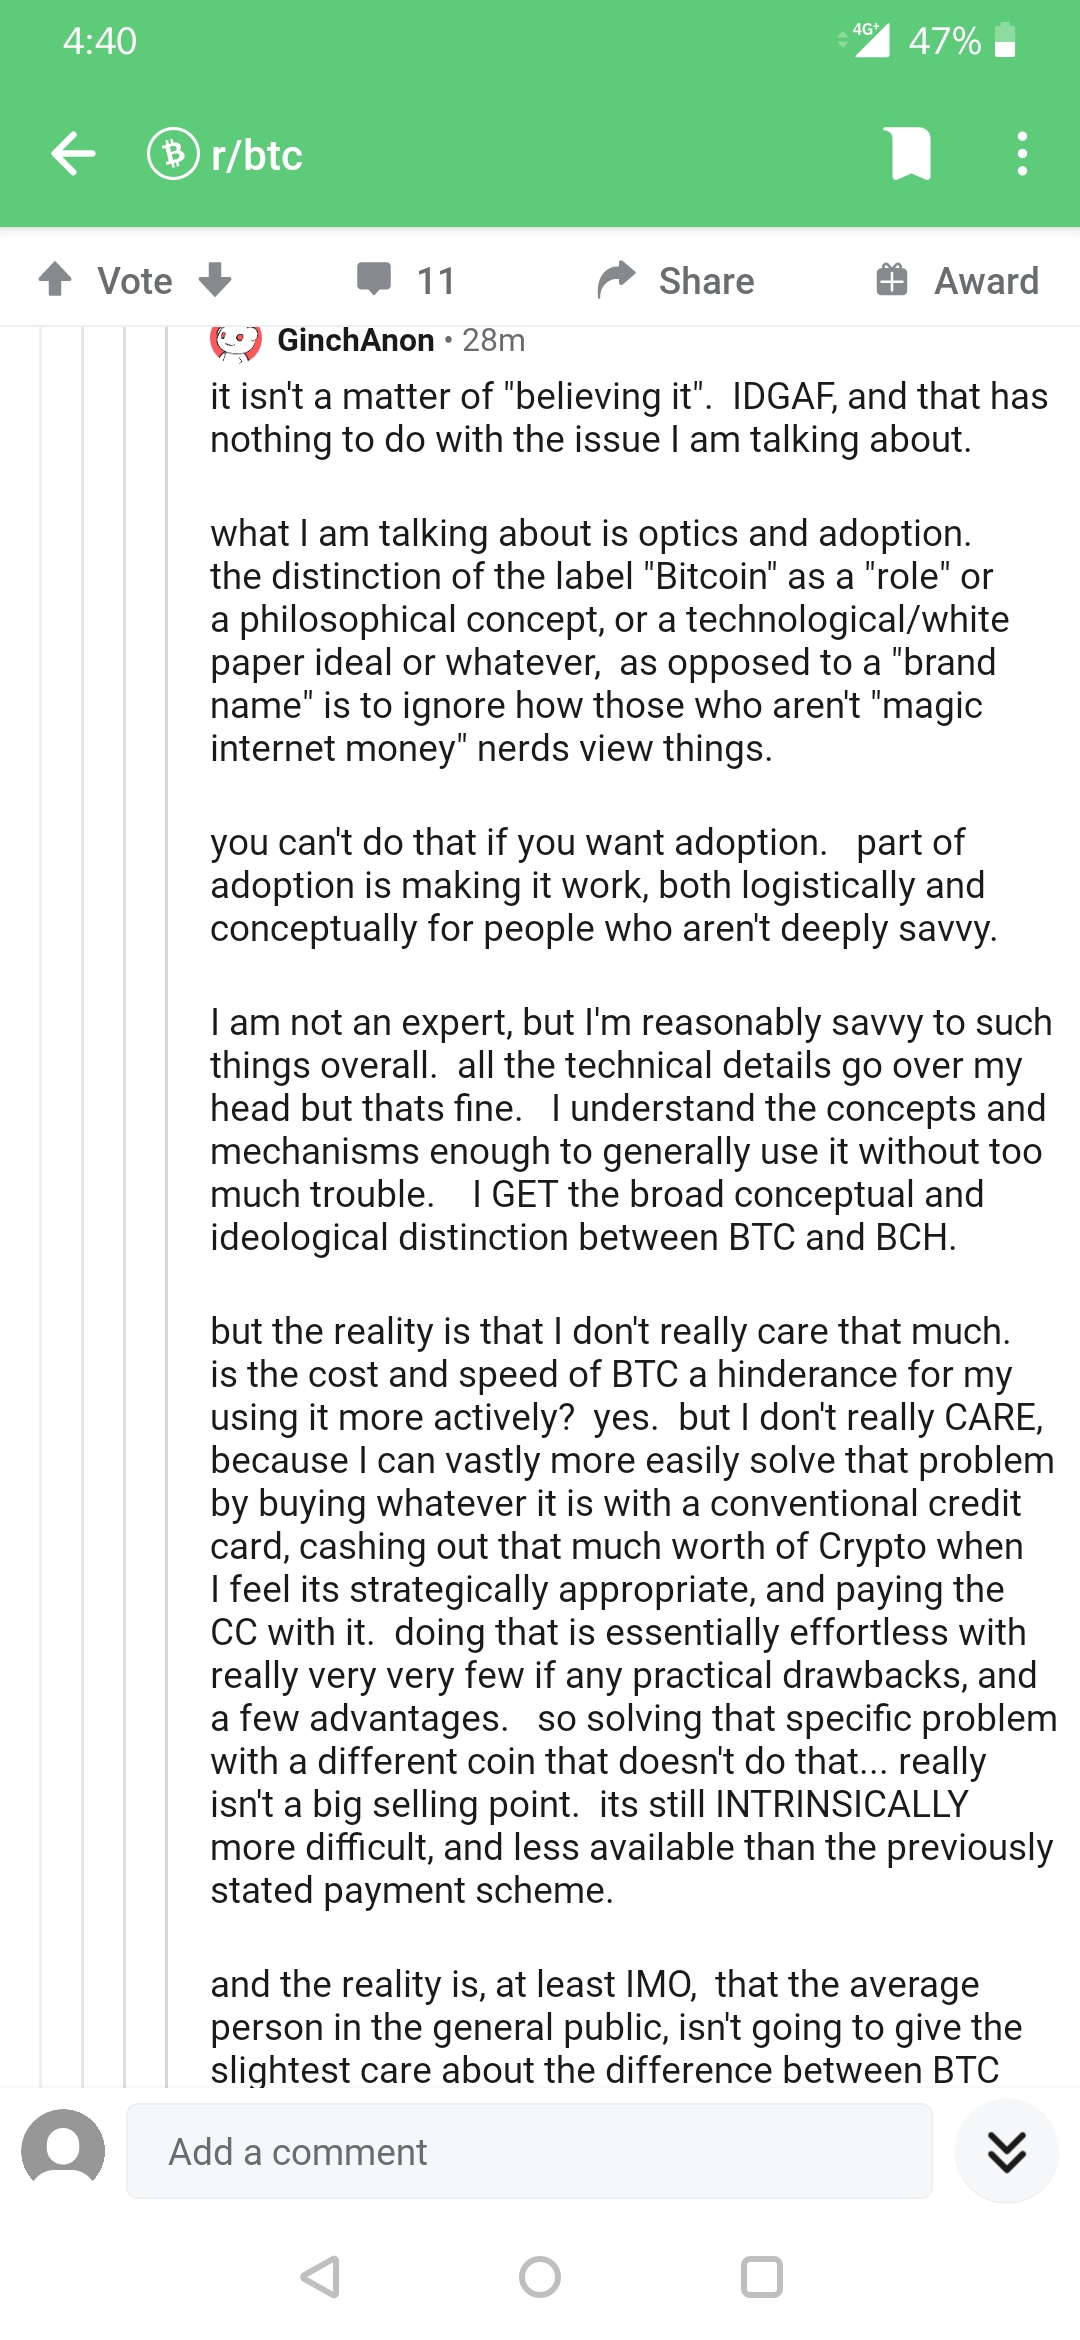 4:40
4G+ 47%
r/btc
Vote 11 Share Award
GinchAnon • 28m
it isn't a matter of "believing it".  IDGAF, and that has
nothing to do with the issue I am talking about.
what I am talking about is optics and adoption.
the distinction of the label "Bitcoin" as a "role" or
a philosophical concept, or a technological/white
paper ideal or whatever,  as opposed to a "brand
name" is to ignore how those who aren't "magic
internet money" nerds view things.
you can't do that if you want adoption.   part of
adoption is making it work, both logistically and
conceptually for people who aren't deeply savvy.
I am not an expert, but I'm reasonably savvy to such
things overall.  all the technical details go over my
head but thats fine.   I understand the concepts and
mechanisms enough to generally use it without too
much trouble.    I GET the broad conceptual and
ideological distinction between BTC and BCH.
but the reality is that I don't really care that much.
is the cost and speed of BTC a hinderance for my
using it more actively?  yes.  but I don't really CARE,
because I can vastly more easily solve that problem
by buying whatever it is with a conventional credit
card, cashing out that much worth of Crypto when
I feel its strategically appropriate, and paying the
CC with it.  doing that is essentially effortless with
really very very few if any practical drawbacks, and
a few advantages.   so solving that specific problem
with a different coin that doesn't do that... really
isn't a big selling point.  its still INTRINSICALLY
more difficult, and less available than the previously
stated payment scheme.
and the reality is, at least IMO,  that the average
person in the general public, isn't going to give the
slightest care about the difference between BTC
Add a comment